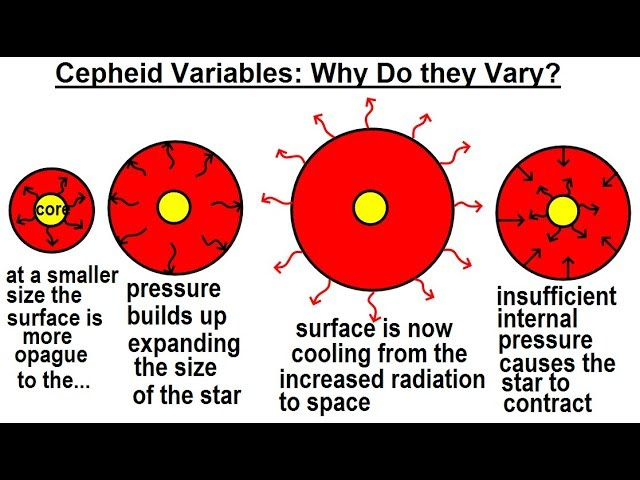 Cepheid Variables: Why Do they Vary?
core
at a smaller
size the
surface is
more
opague
to the...
pressure
builds up
expanding
the size
of the star
surface is now
cooling from the
increased radiation
to space
insufficient
internal
pressure
causes the
star to
contract